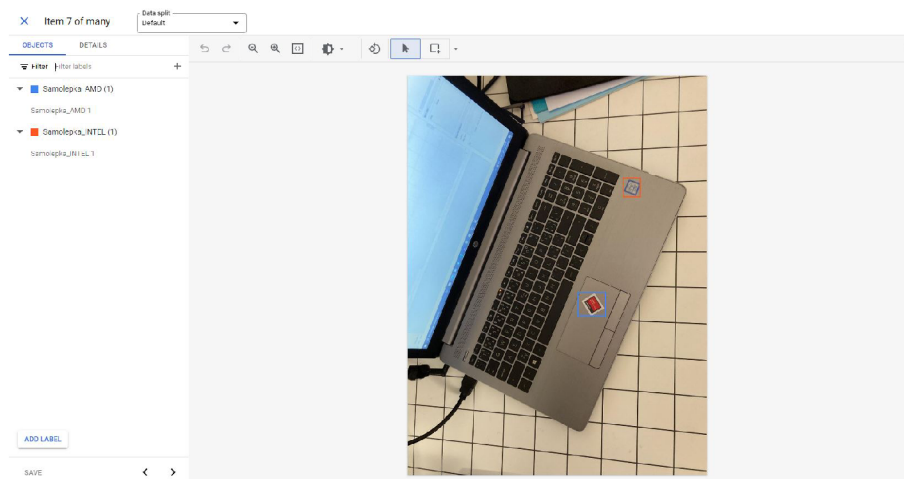 Item 7 of many
Data split
Default
OBJECTS DETAILS
Filter Filter labels
Samolepka_AMD (1)
Samolepka_AMD 1
Samolepka_INTEL (1)
Samolepka_INTEL 1
ADD LABEL
SAVE